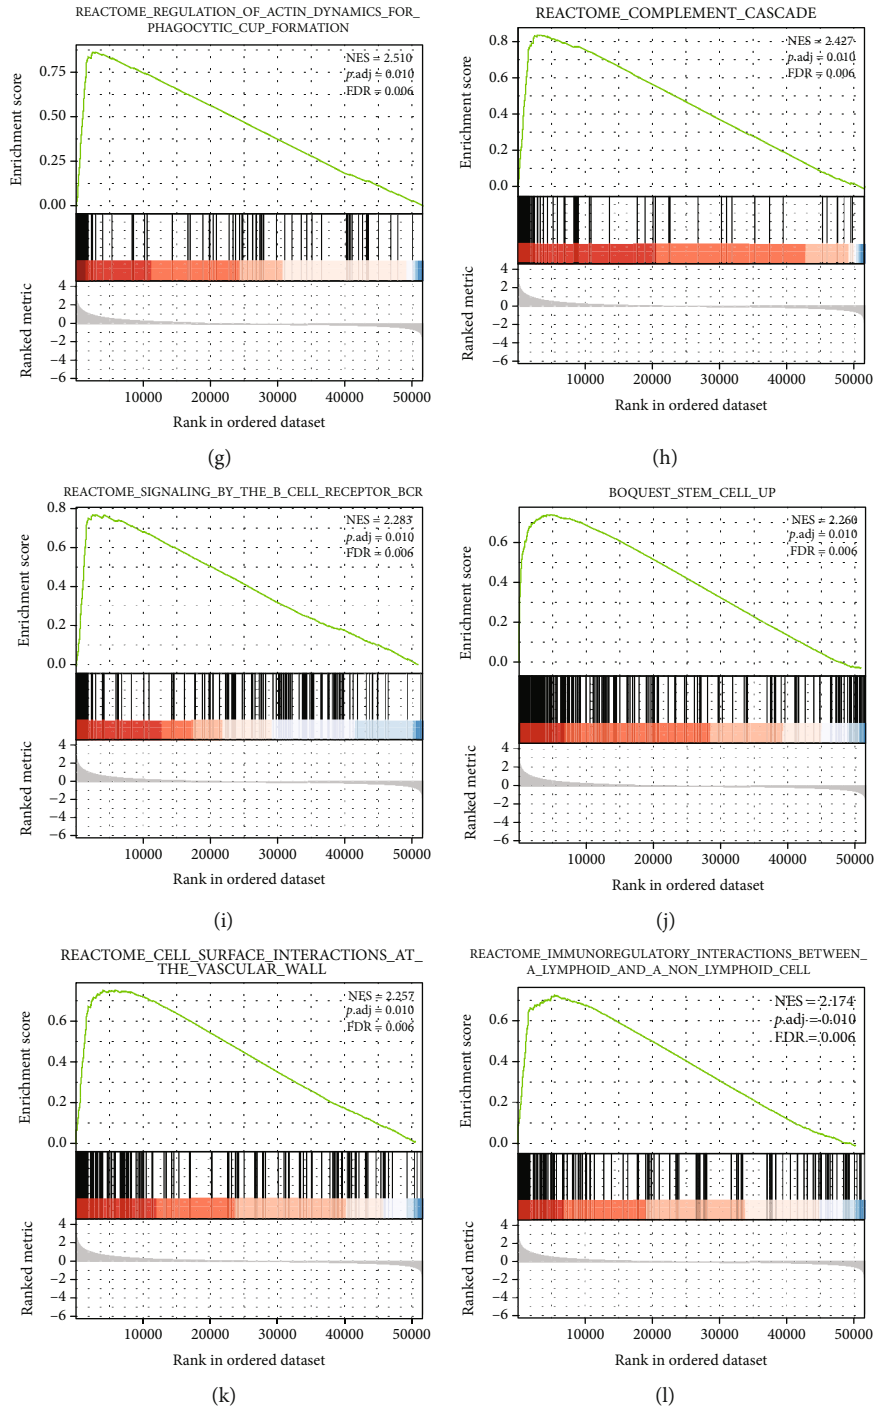 REACTOME_REGULATION_OF_ACTIN_DYNAMICS_FOR_
PHAGOCYTIC_CUP_FORMATION
NES = 2.510
p.adj = 0.010
FDR = 0.006
Enrichment score
0.75
0.50
0.25
0.00
Ranked metric
4
2
0
−2
−4
−6
10000 20000 30000 40000 50000
Rank in ordered dataset
(g)
REACTOME_COMPLEMENT_CASCADE
NES = 2.427
p.adj = 0.010
FDR = 0.006
Enrichment score
0.8
0.6
0.4
0.2
0.0
Ranked metric
4
2
0
−2
−4
−6
10000 20000 30000 40000 50000
Rank in ordered dataset
(h)
REACTOME_SIGNALING_BY_THE_B_CELL_RECEPTOR_BCR
NES = 2.283
p.adj = 0.010
FDR = 0.006
Enrichment score
0.8
0.6
0.4
0.2
0.0
Ranked metric
4
2
0
−2
−4
−6
10000 20000 30000 40000 50000
Rank in ordered dataset
(i)
BOQUEST_STEM_CELL_UP
NES = 2.260
p.adj = 0.010
FDR = 0.006
Enrichment score
0.6
0.4
0.2
0.0
Ranked metric
4
2
0
−2
−4
−6
10000 20000 30000 40000 50000
Rank in ordered dataset
(j)
REACTOME_CELL_SURFACE_INTERACTIONS_AT_
THE_VASCULAR_WALL
NES = 2.257
p.adj = 0.010
FDR = 0.006
Enrichment score
0.6
0.4
0.2
0.0
Ranked metric
4
2
0
−2
−4
−6
10000 20000 30000 40000 50000
Rank in ordered dataset
(k)
REACTOME_IMMUNOREGULATORY_INTERACTIONS_BETWEEN_
A_LYMPHOID_AND_A_NON_LYMPHOID_CELL
NES = 2.174
p.adj = 0.010
FDR = 0.006
Enrichment score
0.6
0.4
0.2
0.0
Ranked metric
4
2
0
−2
−4
−6
10000 20000 30000 40000 50000
Rank in ordered dataset
(l)